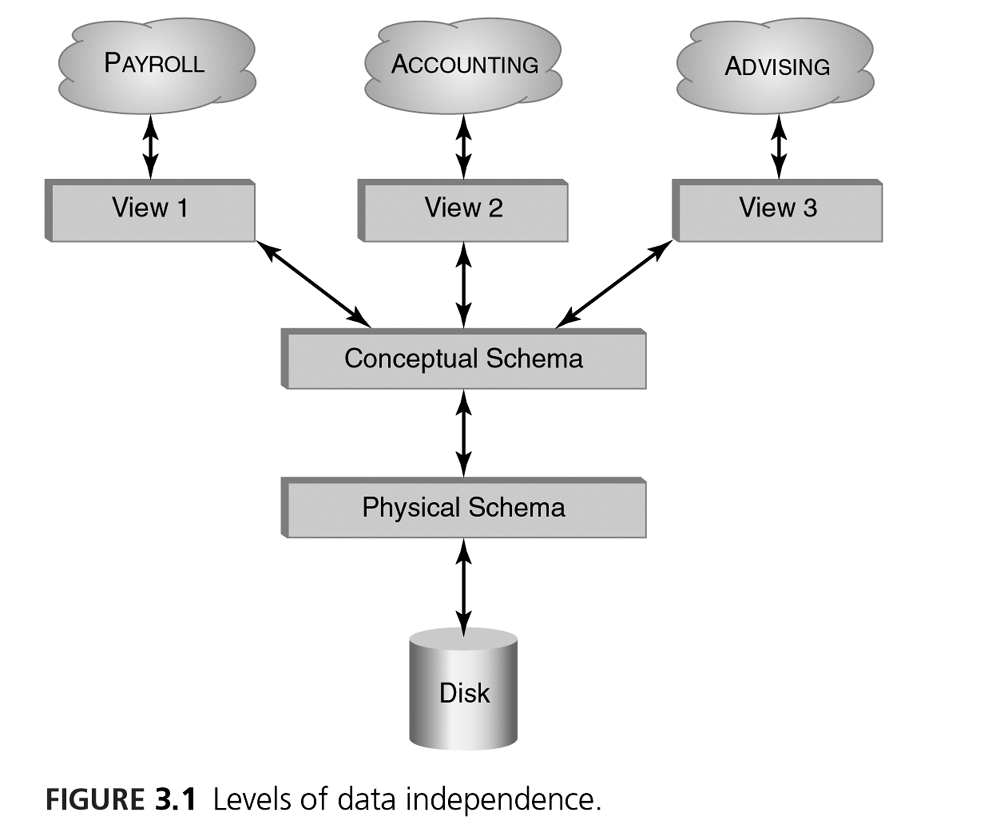 PAYROLL
ACCOUNTING
ADVISING
View 1
View 2
View 3
Conceptual Schema
Physical Schema
Disk
FIGURE 3.1 Levels of data independence.